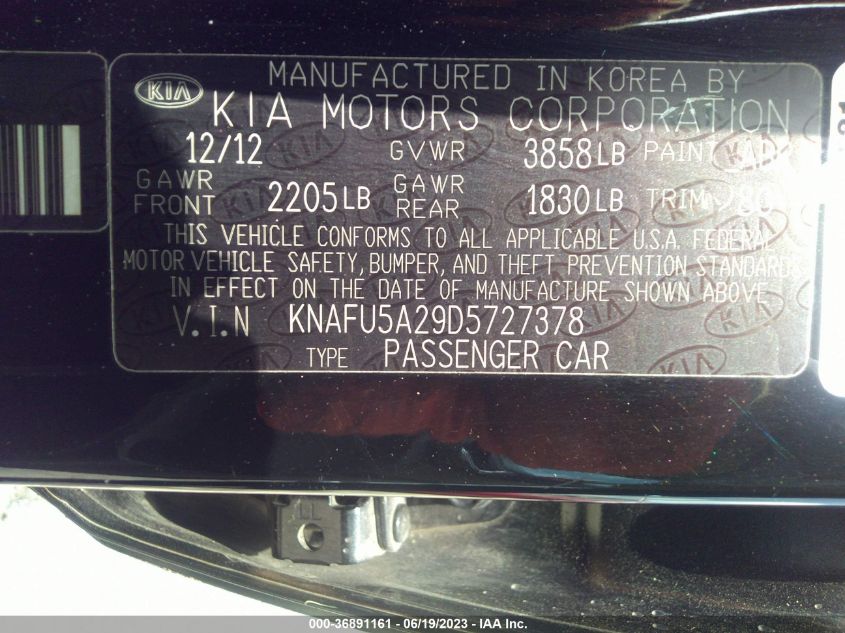 MANUFACTURED IN KOREA BY
KIA KIA MOTORS CORPORATION
12/12 GVWR 3858LB PAINT
GAWR FRONT 2205LB GAWR REAR 1830LB TRIM 80
THIS VEHICLE CONFORMS TO ALL APPLICABLE U.S.A. FEDERAL
MOTOR VEHICLE SAFETY, BUMPER, AND THEFT PREVENTION STANDARDS
IN EFFECT ON THE DATE OF MANUFACTURE SHOWN ABOVE
V.I.N KNAFU5A29D5727378
TYPE PASSENGER CAR
000-36891161 - 06/19/2023 - IAA Inc.